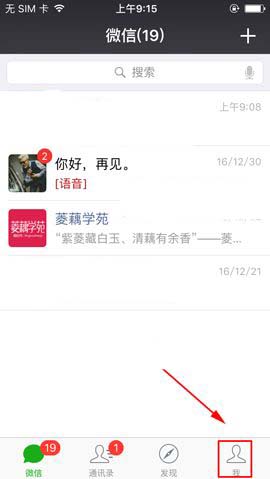 无 SIM 卡 上午9:15
微信(19)
搜索
上午9:08
2
你好，再见。 16/12/30
[语音]
菱藕学苑
菱藕学苑
“紫菱藏白玉、清藕有余香”——菱...
16/12/21
19
1
微信 通讯录 发现 我